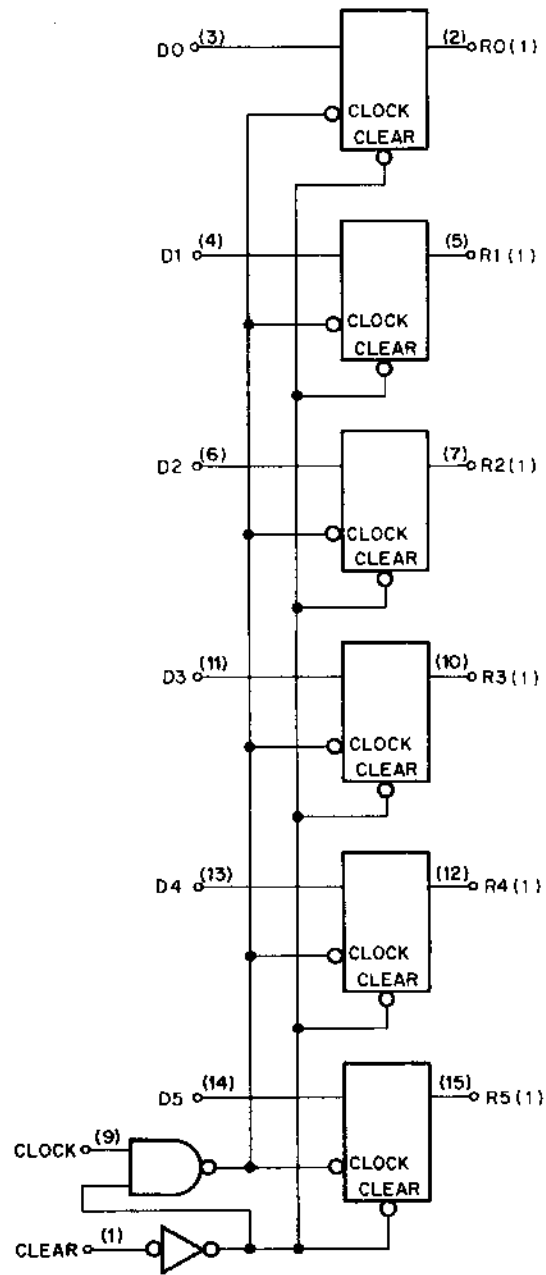 D0 (3) (2) R0(1)
CLOCK
CLEAR
D1 (4) (5) R1(1)
CLOCK
CLEAR
D2 (6) (7) R2(1)
CLOCK
CLEAR
D3 (11) (10) R3(1)
CLOCK
CLEAR
D4 (13) (12) R4(1)
CLOCK
CLEAR
D5 (14) (15) R5(1)
CLOCK (9)
CLOCK
CLEAR
CLEAR (1)